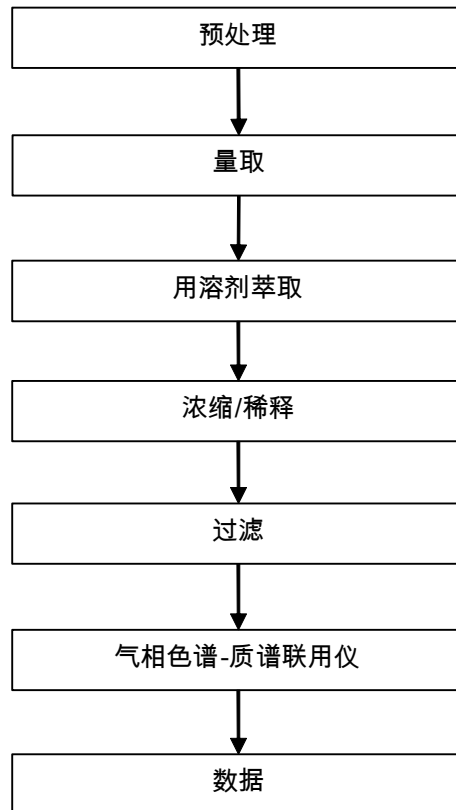 预处理
量取
用溶剂萃取
浓缩/稀释
过滤
气相色谱-质谱联用仪
数据